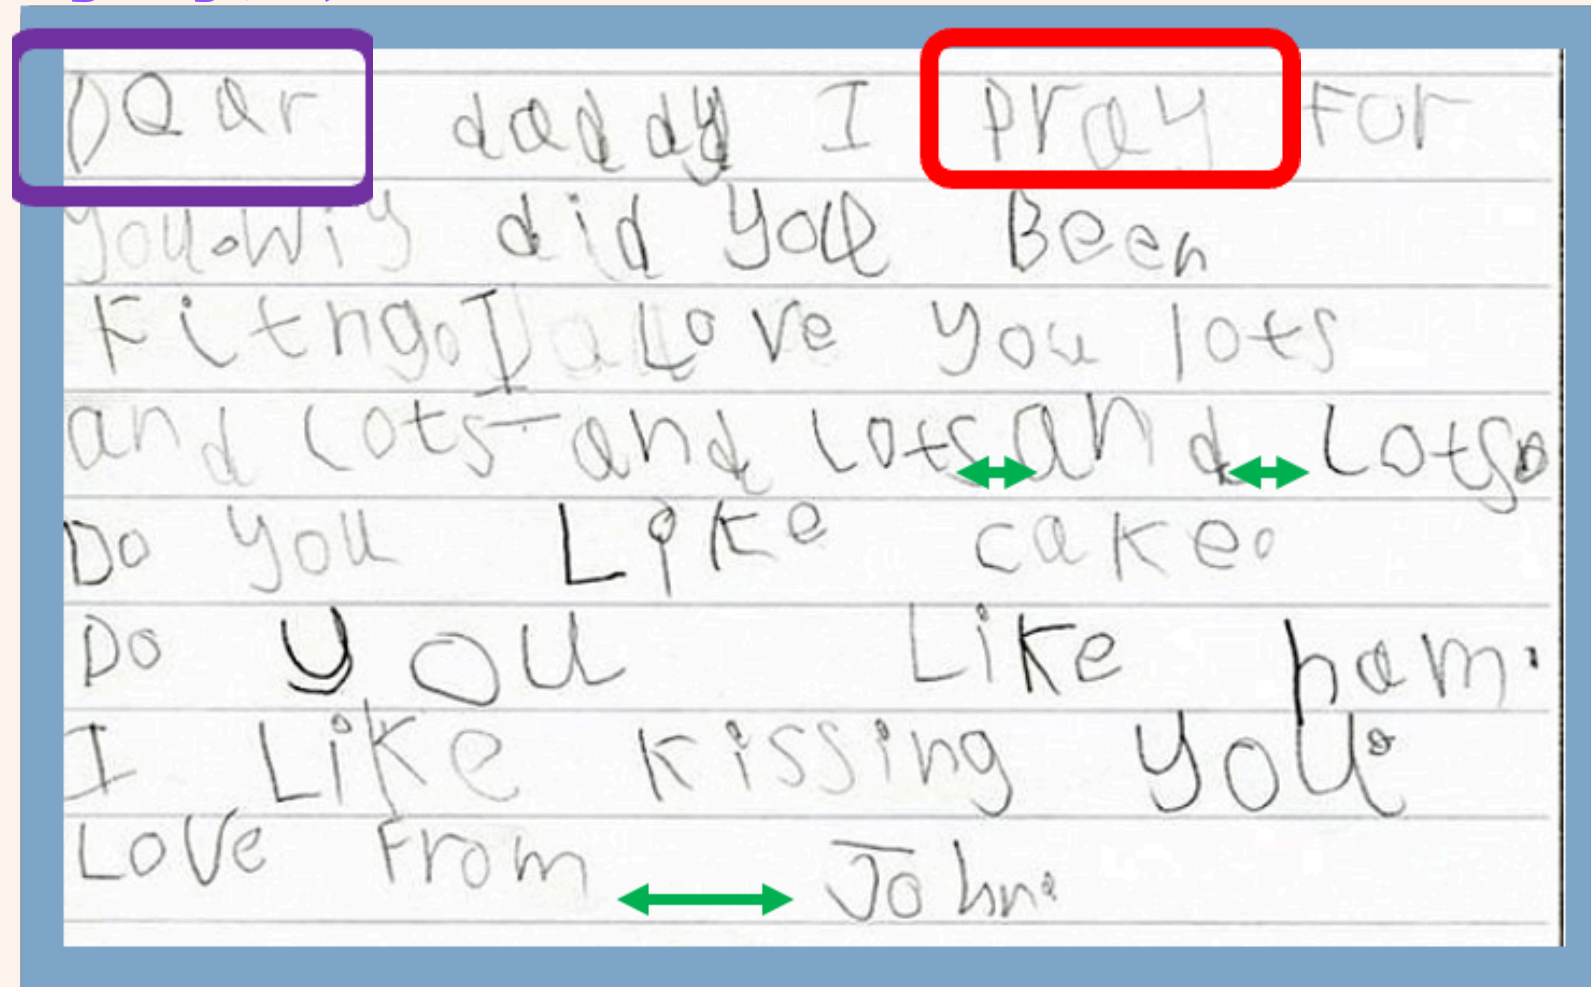 Dear daddy I pray For
you.Wiy did you Been
Fitng.I Love you lots
and lots and lots and Lots.
Do you Like cake.
Do you Like ham.
I Like kissing you.
Love From John.